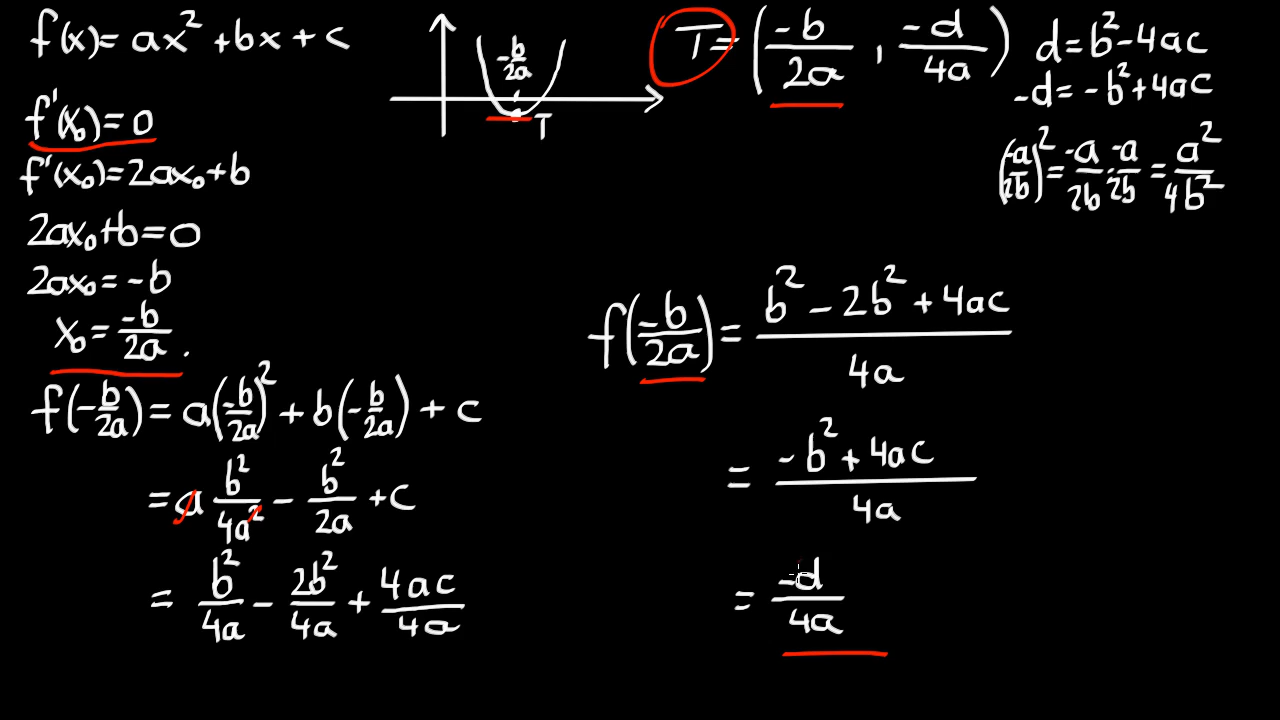 f(x) = ax² + bx + c
f'(x₀) = 0
f'(x₀) = 2ax₀ + b
2ax₀ + b = 0
2ax₀ = -b
x₀ = -b/2a .
f(-b/2a) = a(-b/2a)² + b(-b/2a) + c
= a b²/4a² - b²/2a + c
= b²/4a - 2b²/4a + 4ac/4a
-b/2a
T
T = (-b/2a , -d/4a)
d = b² - 4ac
-d = -b² + 4ac
(-a/2b)² = -a/2b · -a/2b = a²/4b²
f(-b/2a) = b² - 2b² + 4ac/4a
= -b² + 4ac/4a
= -d/4a